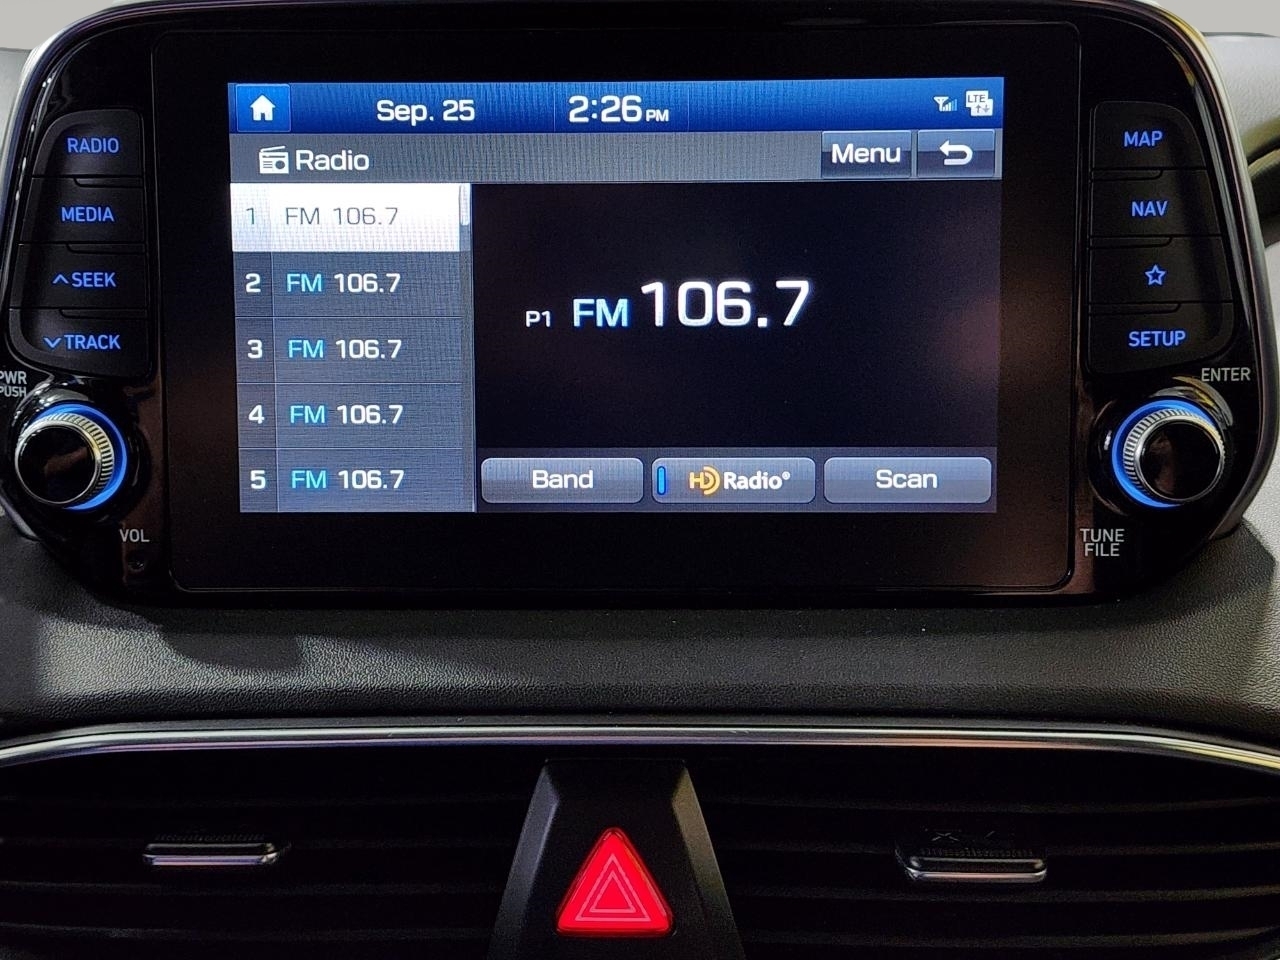 Sep. 25 2:26 PM LTE
RADIO
MEDIA
SEEK
TRACK
PWR
PUSH
VOL
Radio Menu
1 FM 106.7
2 FM 106.7
3 FM 106.7
4 FM 106.7
5 FM 106.7
P1 FM 106.7
Band HD Radio® Scan
MAP
NAV
SETUP
ENTER
TUNE
FILE